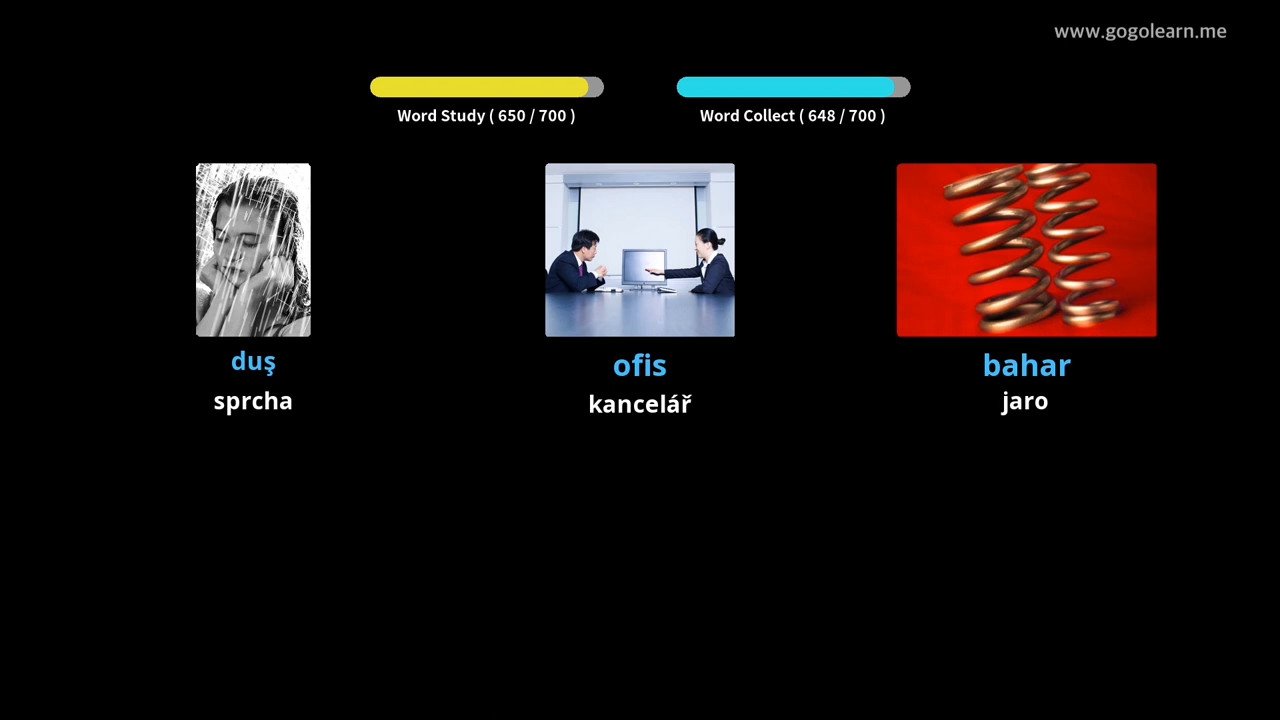 www.gogolearn.me
Word Study ( 650 / 700 )
Word Collect ( 648 / 700 )
duş
sprcha
ofis
kancelář
bahar
jaro